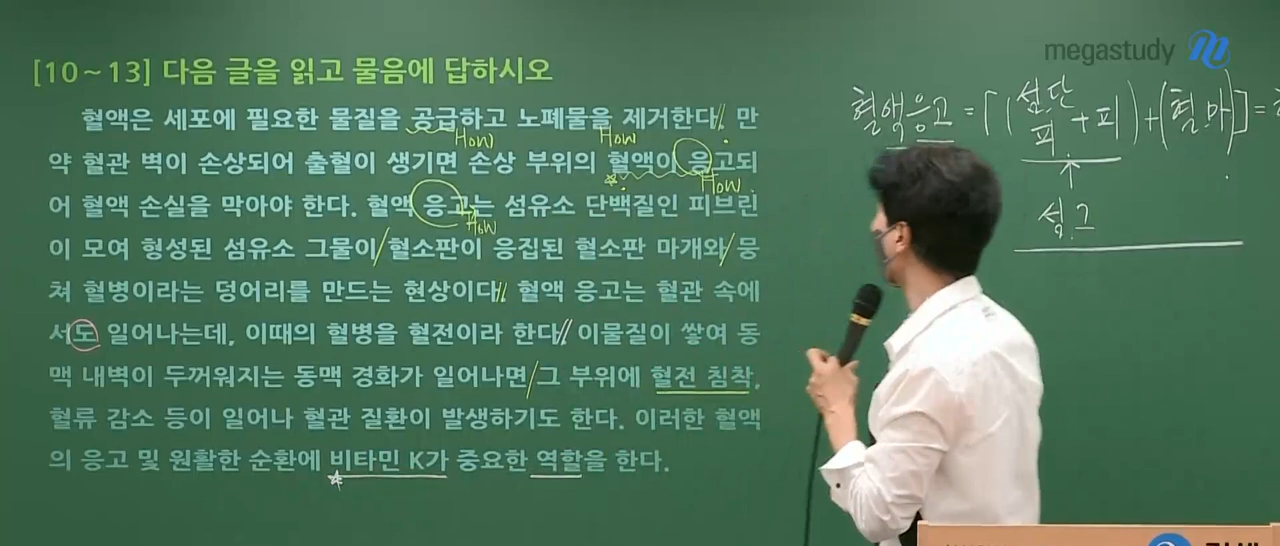 megastudy
[10~13] 다음 글을 읽고 물음에 답하시오
혈액은 세포에 필요한 물질을 공급하고 노폐물을 제거한다. 만
약 혈관 벽이 손상되어 출혈이 생기면 손상 부위의 혈액이 응고되
어 혈액 손실을 막아야 한다. 혈액 응고는 섬유소 단백질인 피브린
이 모여 형성된 섬유소 그물이 혈소판이 응집된 혈소판 마개와 뭉
쳐 혈병이라는 덩어리를 만드는 현상이다. 혈액 응고는 혈관 속에
서도 일어나는데, 이때의 혈병을 혈전이라 한다. 이물질이 쌓여 동
맥 내벽이 두꺼워지는 동맥 경화가 일어나면 그 부위에 혈전 침착,
혈류 감소 등이 일어나 혈관 질환이 발생하기도 한다. 이러한 혈액
의 응고 및 원활한 순환에 비타민 K가 중요한 역할을 한다.
How
How
How
How
혈액응고 = [(섬단 피 + 피) + (혈 마)] =
섬그